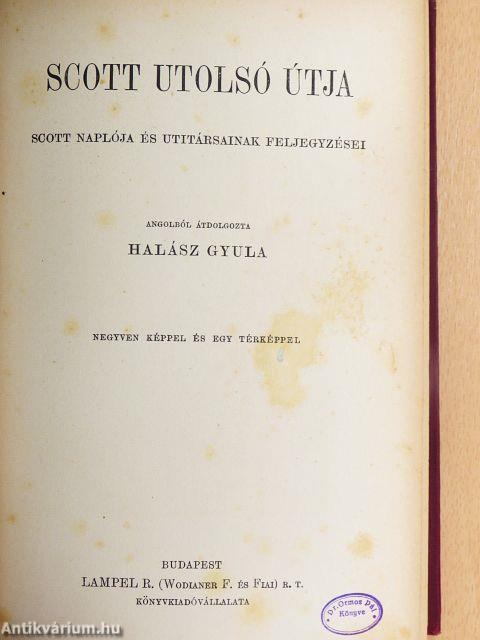 SCOTT UTOLSÓ ÚTJA
SCOTT NAPLÓJA ÉS UTITÁRSAINAK FELJEGYZÉSEI
ANGOLBÓL ÁTDOLGOZTA
HALÁSZ GYULA
NEGYVEN KÉPPEL ÉS EGY TÉRKÉPPEL
BUDAPEST
LAMPEL R. (WODIANER F. ÉS FIAI) R. T.
KÖNYVKIADÓVÁLLALATA
Dr. Ormos Pál
Könyve
Antikvárium.hu